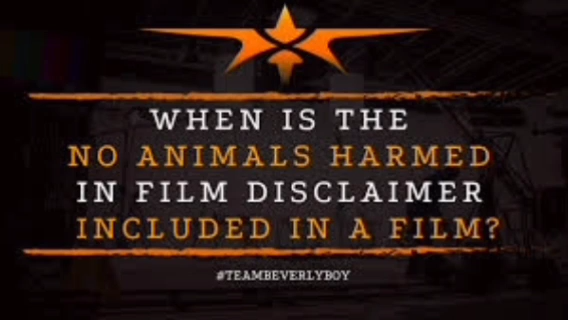 WHEN IS THE
NO ANIMALS HARMED
IN FILM DISCLAIMER
INCLUDED IN A FILM?
#TEAMBEVERLYBOY